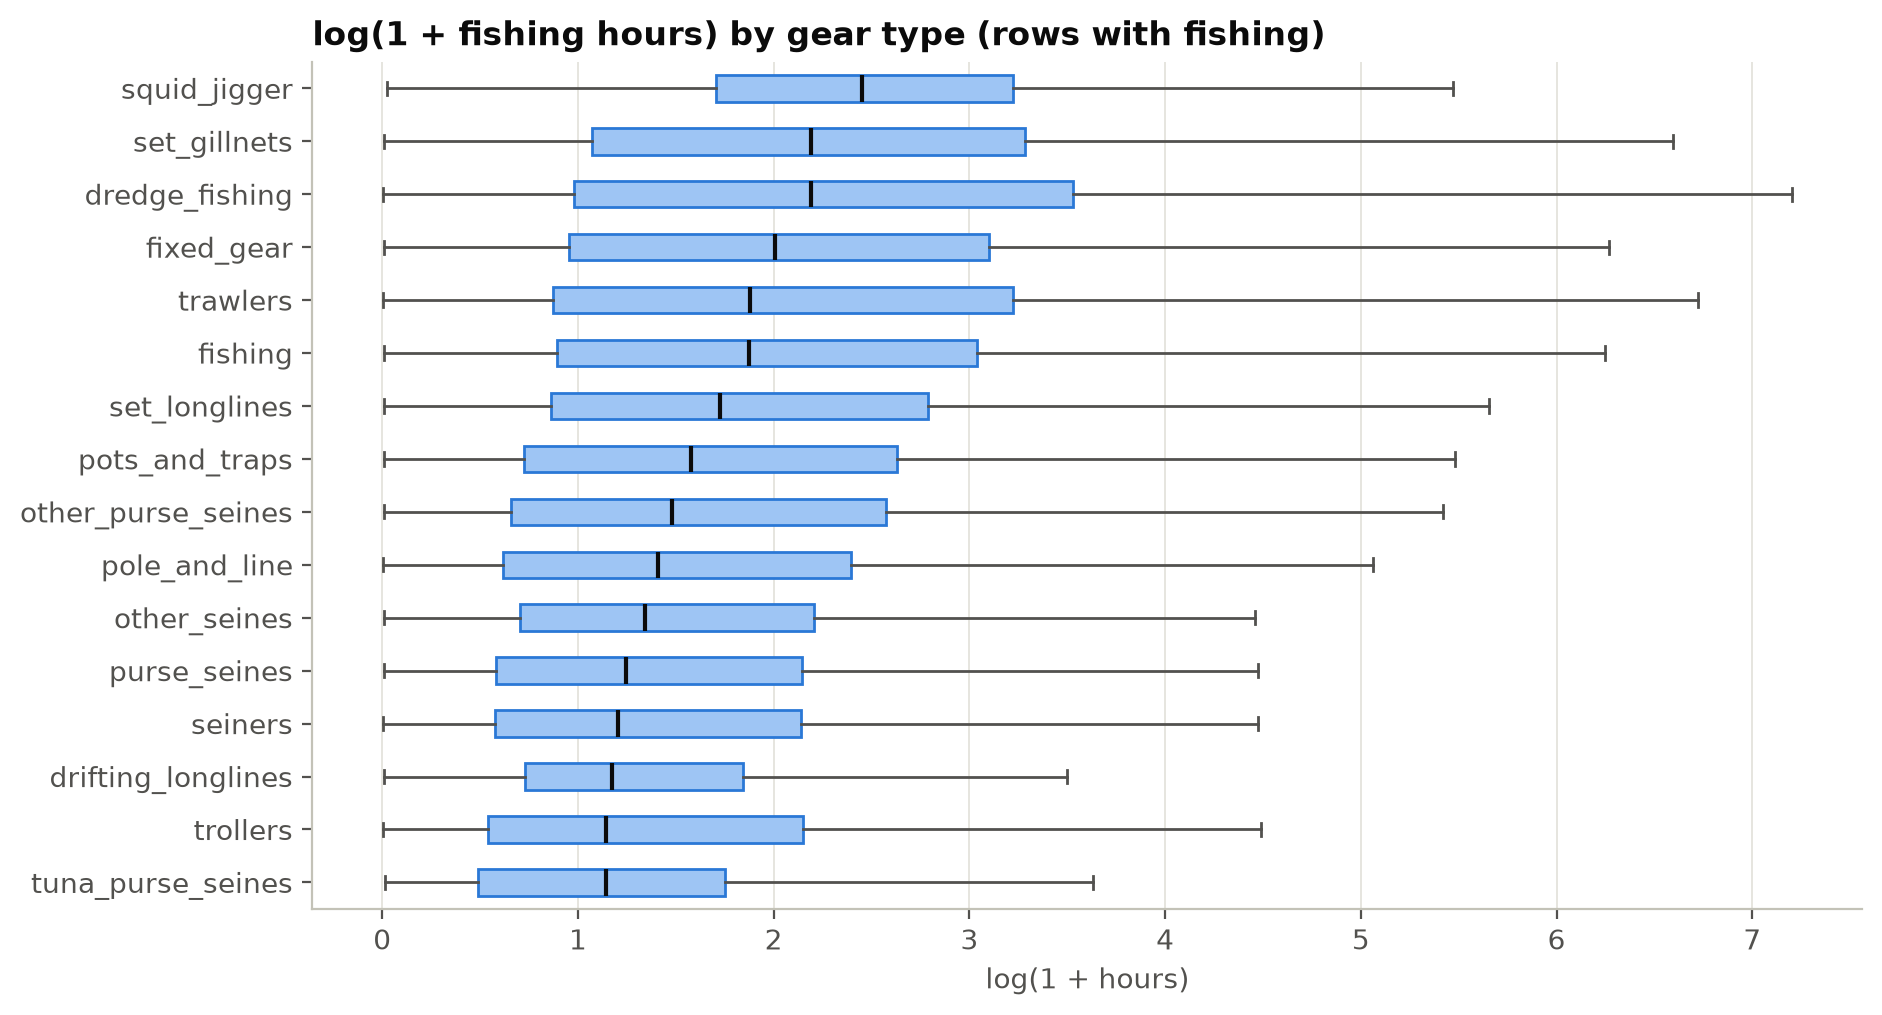 log(1 + fishing hours) by gear type (rows with fishing)
squid_jigger
set_gillnets
dredge_fishing
fixed_gear
trawlers
fishing
set_longlines
pots_and_traps
other_purse_seines
pole_and_line
other_seines
purse_seines
seiners
drifting_longlines
trollers
tuna_purse_seines
0 1 2 3 4 5 6 7
log(1 + hours)